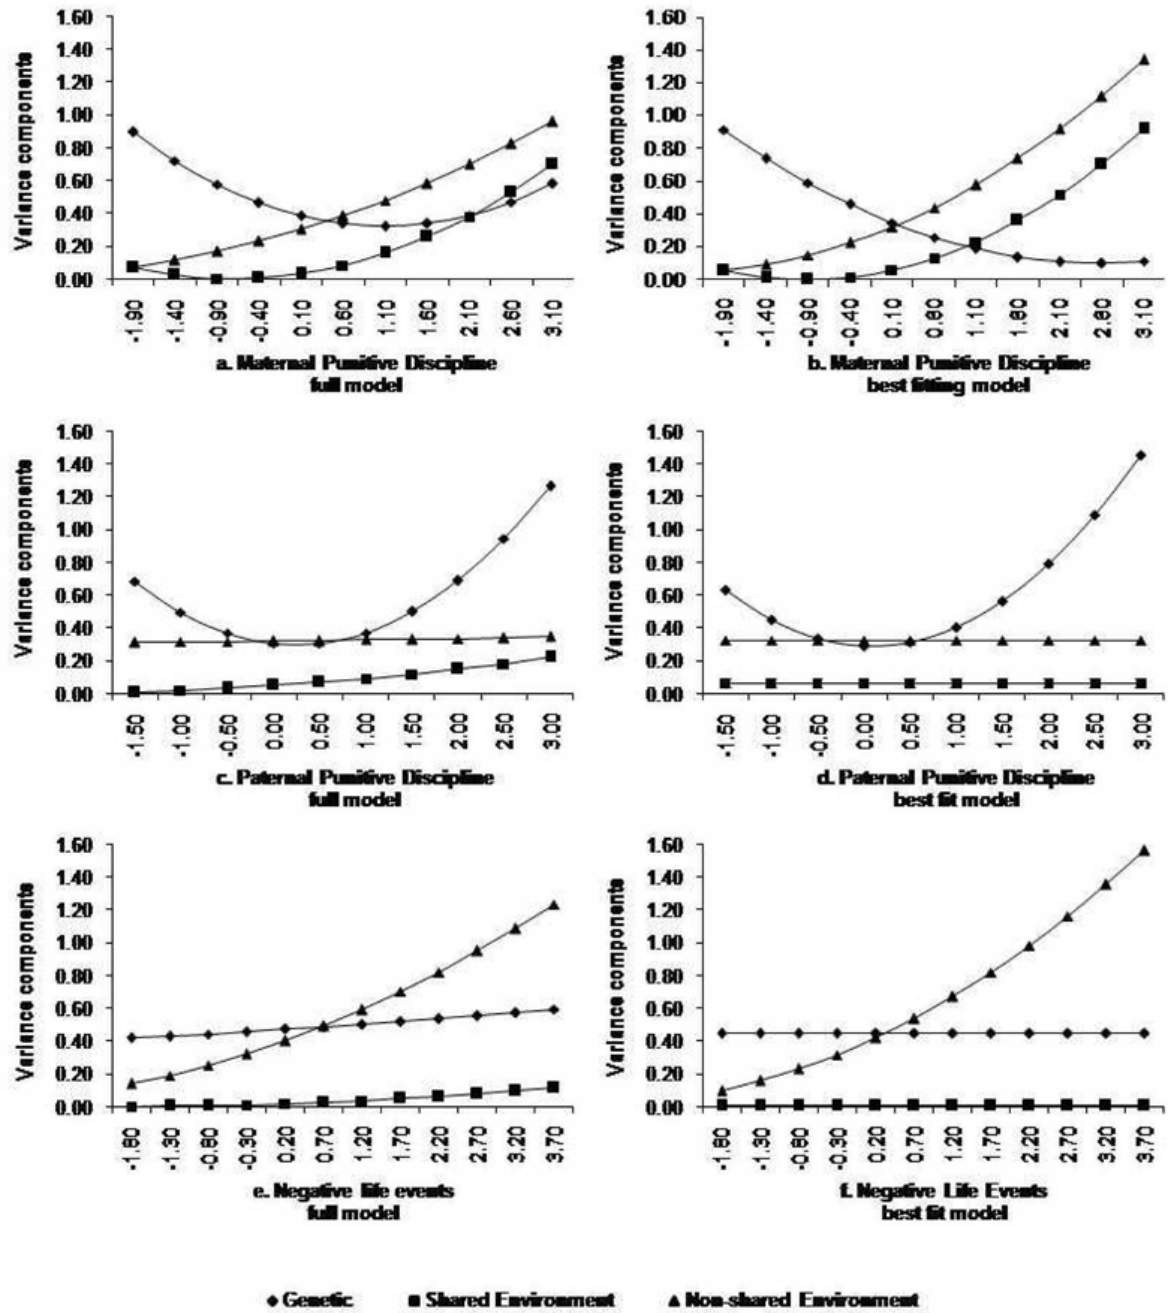 1.60 1.60
1.40 1.40
1.20 1.20
1.00 1.00
0.80 0.80
0.60 0.60
0.40 0.40
0.20 0.20
0.00 0.00
Variance components Variance components
-1.90 -1.40 -0.90 -0.40 0.10 0.60 1.10 1.60 2.10 2.60 3.10 -1.90 -1.40 -0.90 -0.40 0.10 0.60 1.10 1.60 2.10 2.60 3.10
a. Maternal Punitive Discipline b. Maternal Punitive Discipline
full model best fitting model
1.60 1.60
1.40 1.40
1.20 1.20
1.00 1.00
0.80 0.80
0.60 0.60
0.40 0.40
0.20 0.20
0.00 0.00
Variance components Variance components
-1.50 -1.00 -0.50 0.00 0.50 1.00 1.50 2.00 2.50 3.00 -1.50 -1.00 -0.50 0.00 0.50 1.00 1.50 2.00 2.50 3.00
c. Paternal Punitive Discipline d. Paternal Punitive Discipline
full model best fit model
1.60 1.60
1.40 1.40
1.20 1.20
1.00 1.00
0.80 0.80
0.60 0.60
0.40 0.40
0.20 0.20
0.00 0.00
Variance components Variance components
-1.80 -1.30 -0.80 -0.30 0.20 0.70 1.20 1.70 2.20 2.70 3.20 3.70 -1.80 -1.30 -0.80 -0.30 0.20 0.70 1.20 1.70 2.20 2.70 3.20 3.70
e. Negative life events f. Negative Life Events
full model best fit model
Genetic Shared Environment Non-shared Environment